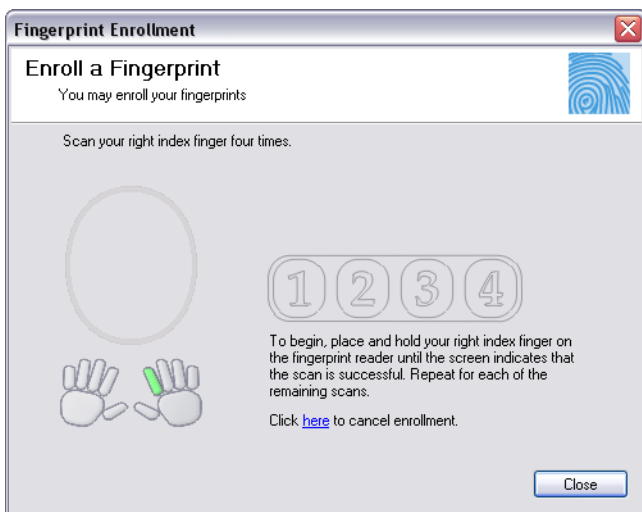 Fingerprint Enrollment
Enroll a Fingerprint
You may enroll your fingerprints
Scan your right index finger four times.
1 2 3 4
To begin, place and hold your right index finger on
the fingerprint reader until the screen indicates that
the scan is successful. Repeat for each of the
remaining scans.
Click here to cancel enrollment.
Close